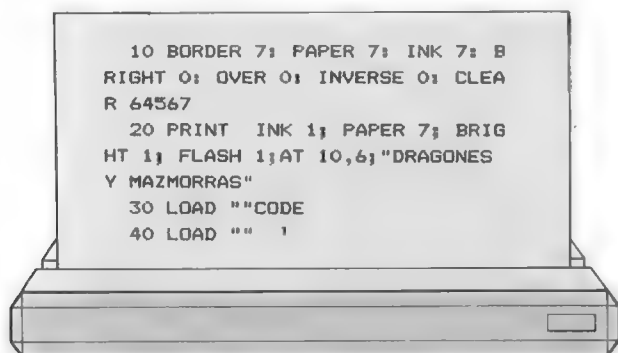 10 BORDER 7: PAPER 7: INK 7: B
RIGHT 0: OVER 0: INVERSE 0: CLEA
R 64567
20 PRINT INK 1; PAPER 7; BRIG
HT 1; FLASH 1;AT 10,6;"DRAGONES
Y MAZMORRAS"
30 LOAD ""CODE
40 LOAD ""